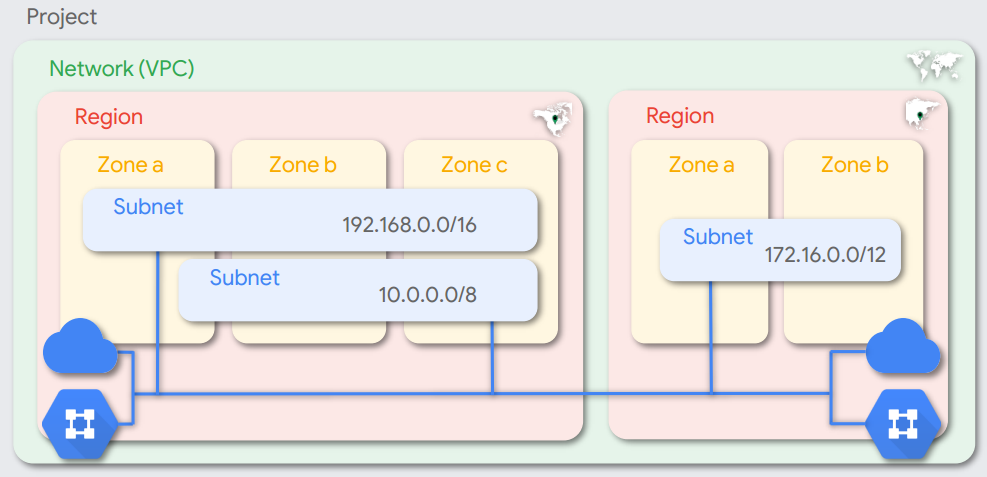 Project
Network (VPC)
Region
Zone a
Zone b
Zone c
Subnet
192.168.0.0/16
Subnet
10.0.0.0/8
Region
Zone a
Zone b
Subnet
172.16.0.0/12